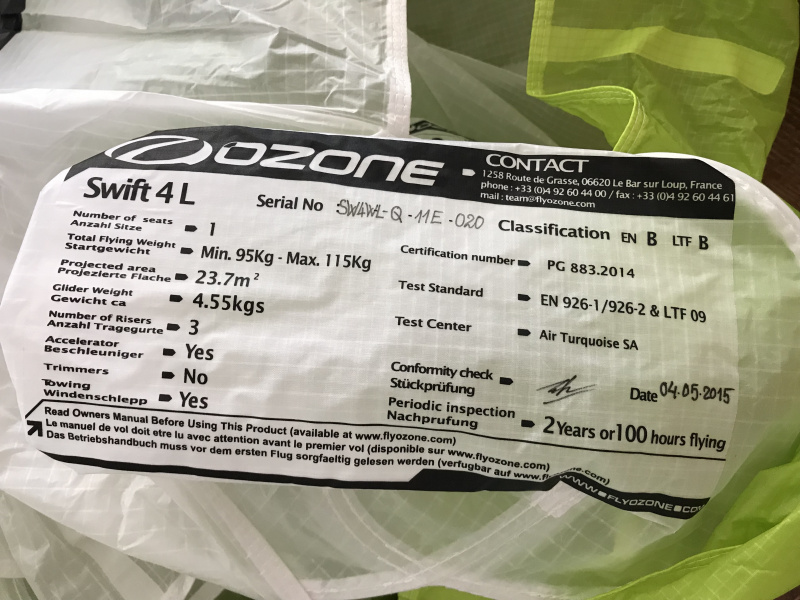 OZONE
CONTACT
1258 Route de Grasse, 06620 Le Bar sur Loup, France
phone : +33 (0)4 92 60 44 00 / fax : +33 (0)4 92 60 44 61
mail : team@flyozone.com
Swift 4 L
Serial No SW4WL-Q-11E-020
Classification EN B LTF B
Number of seats
Anzahl Sitze 1
Total Flying Weight
Startgewicht Min. 95Kg - Max. 115Kg
Projected area
Projezierte Flache 23.7m²
Glider Weight
Gewicht ca 4.55kgs
Number of Risers
Anzahl Tragegurte 3
Accelerator
Beschleuniger Yes
Trimmers No
Towing
Windenschlepp Yes
Certification number PG 883.2014
Test Standard EN 926-1/926-2 & LTF 09
Test Center Air Turquoise SA
Conformity check
Stückprüfung
Date 04.05.2015
Periodic inspection
Nachprufung 2 Years or 100 hours flying
Read Owners Manual Before Using This Product (available at www.flyozone.com)
Le manuel de vol doit etre lu avec attention avant le premier vol (disponible sur www.flyozone.com)
Das Betriebshandbuch muss vor dem ersten Flug sorgfaeltig gelesen werden (verfugbar auf www.fl
WWW.FLYOZONE.COM